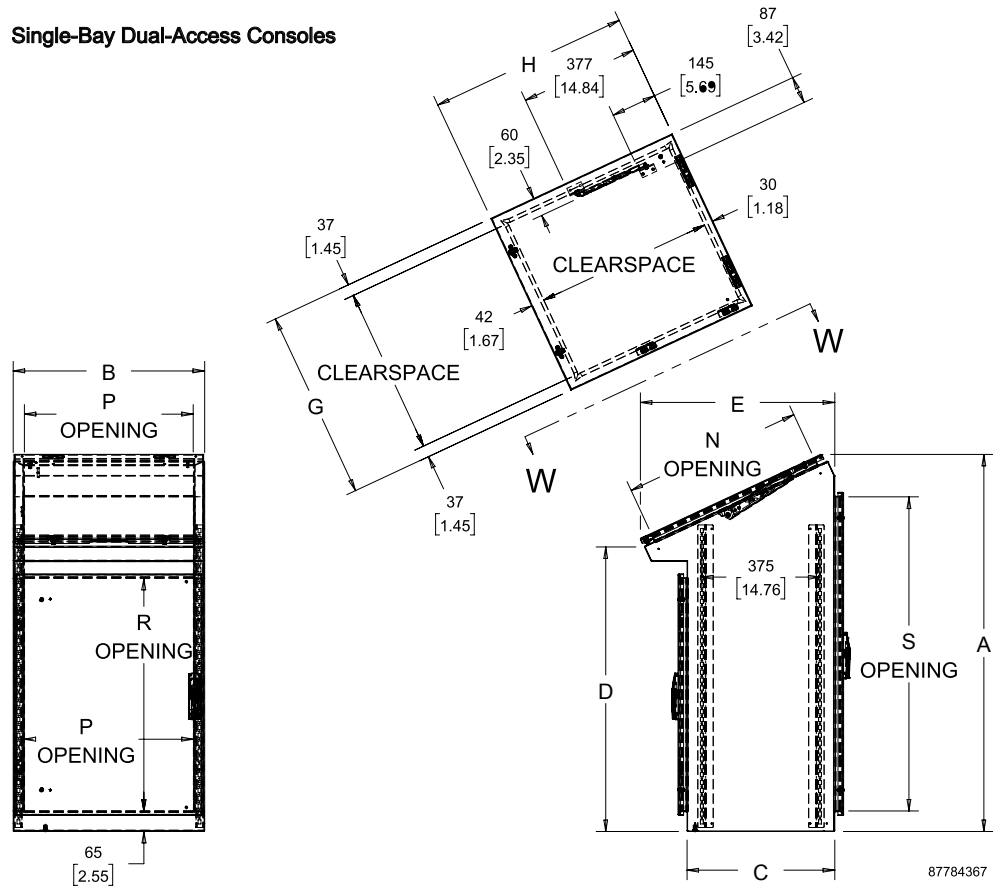 Single-Bay Dual-Access Consoles
87
[3.42]
H
377
[14.84]
145
[5.69]
60
[2.35]
30
[1.18]
37
[1.45]
CLEARSPACE
42
[1.67]
CLEARSPACE
G
W
W
37
[1.45]
B
P
OPENING
R
OPENING
P
OPENING
65
[2.55]
E
N
OPENING
375
[14.76]
S
OPENING
A
D
C
87784367